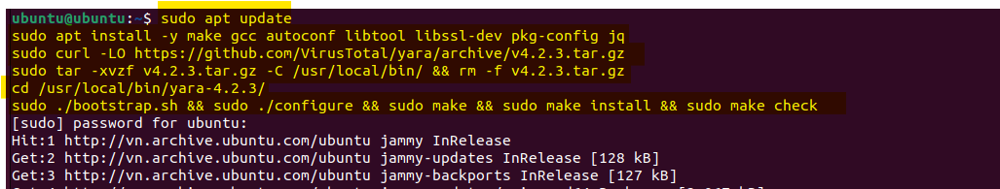 ubuntu@ubuntu:~$ sudo apt update
sudo apt install -y make gcc autoconf libtool libssl-dev pkg-config jq
sudo curl -LO https://github.com/VirusTotal/yara/archive/v4.2.3.tar.gz
sudo tar -xvzf v4.2.3.tar.gz -C /usr/local/bin/ && rm -f v4.2.3.tar.gz
cd /usr/local/bin/yara-4.2.3/
sudo ./bootstrap.sh && sudo ./configure && sudo make && sudo make install && sudo make check
[sudo] password for ubuntu:
Hit:1 http://vn.archive.ubuntu.com/ubuntu jammy InRelease
Get:2 http://vn.archive.ubuntu.com/ubuntu jammy-updates InRelease [128 kB]
Get:3 http://vn.archive.ubuntu.com/ubuntu jammy-backports InRelease [127 kB]